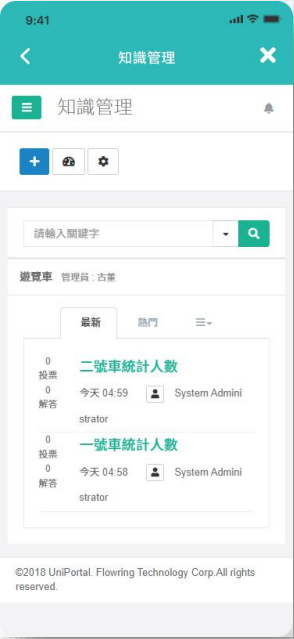 9:41
知識管理
知識管理
請輸入關鍵字
遊覽車 管理員 : 古董
最新 熱門
0
投票
0
解答
二號車統計人數
今天 04:59 System Admini
strator
0
投票
0
解答
一號車統計人數
今天 04:58 System Admini
strator
©2018 UniPortal. Flowring Technology Corp.All rights
reserved.